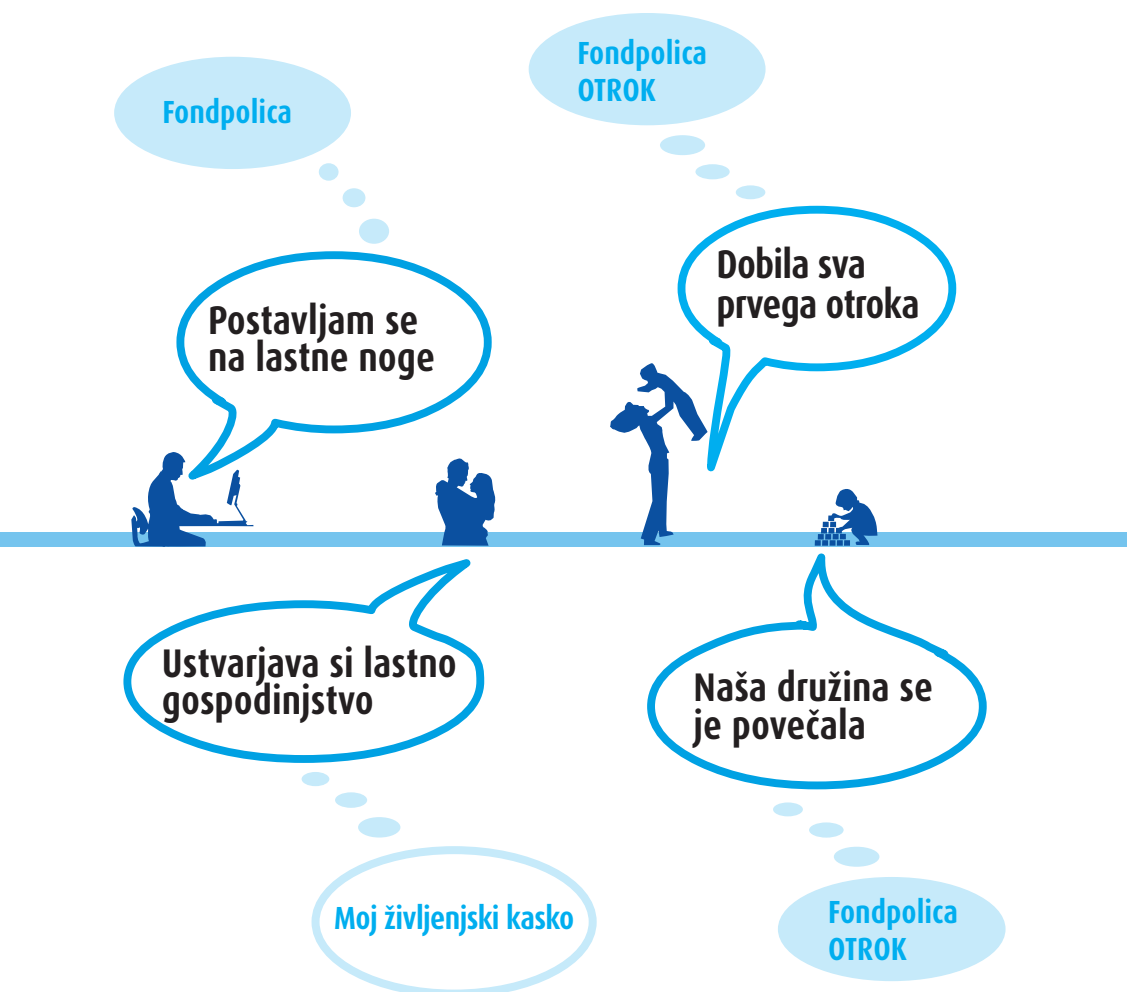 Fondpolica
Fondpolica
OTROK
Postavljam se
na lastne noge
Dobila sva
prvega otroka
Ustvarjava si lastno
gospodinjstvo
Naša družina se
je povečala
Moj življenjski kasko
Fondpolica
OTROK